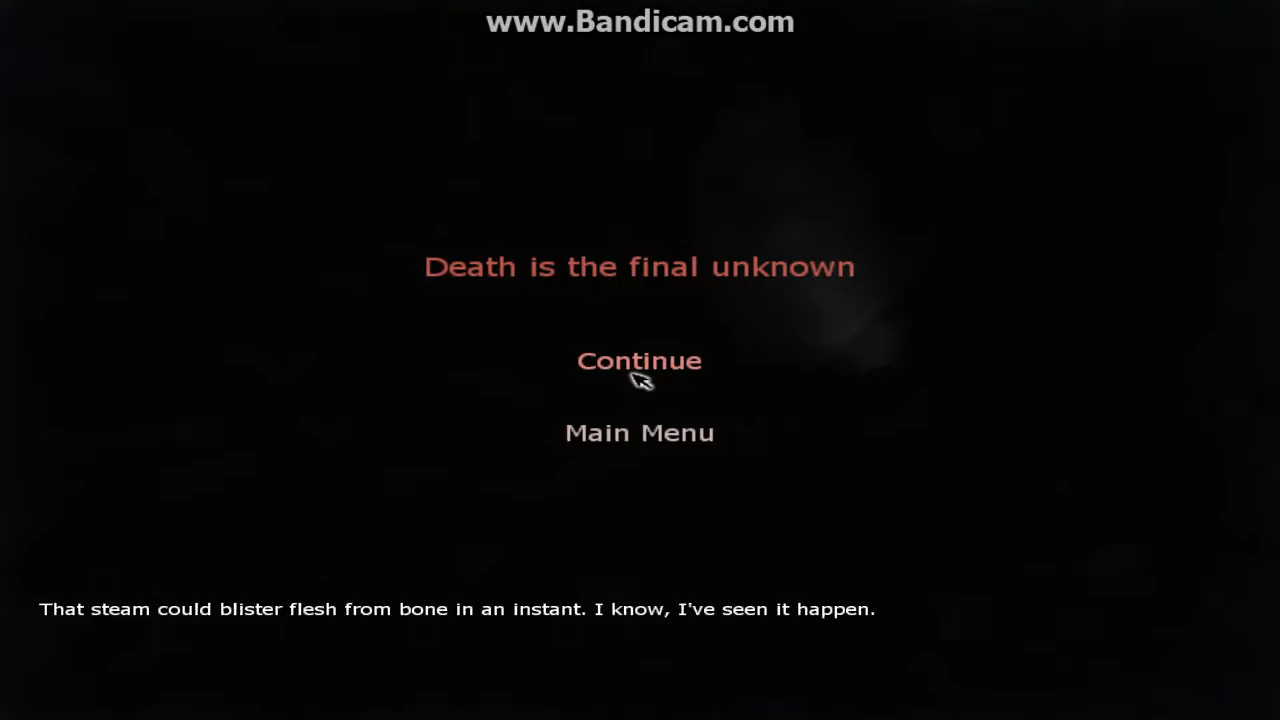 www.Bandicam.com
Death is the final unknown
Continue
Main Menu
That steam could blister flesh from bone in an instant. I know, I've seen it happen.